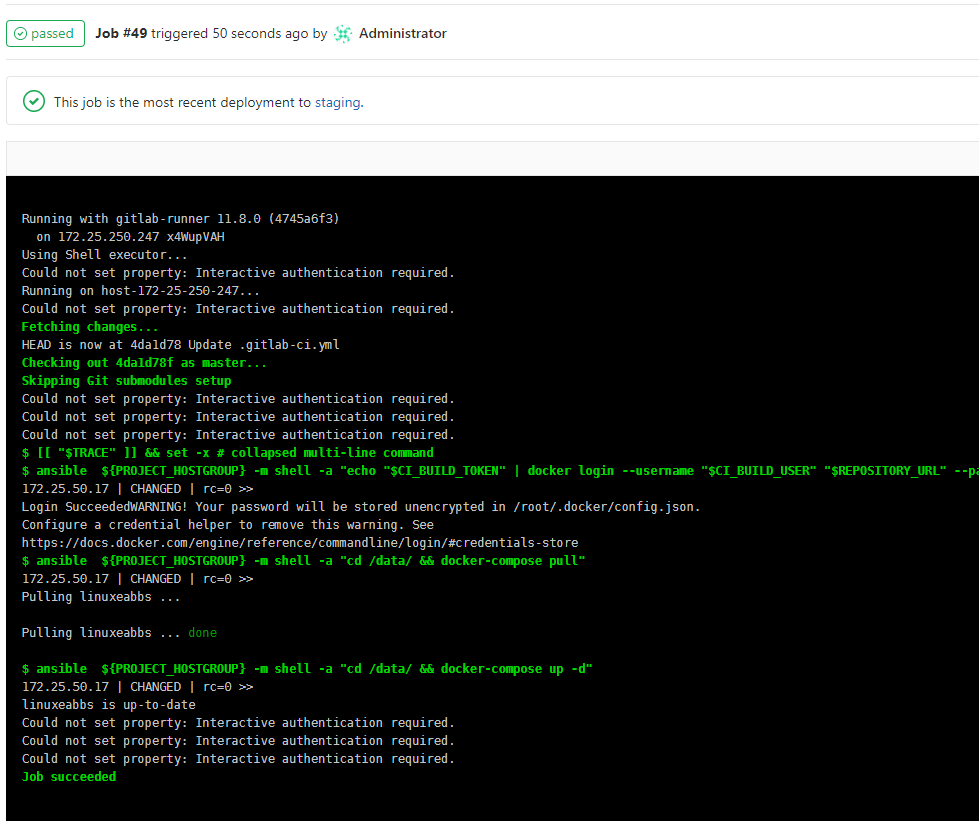 passed Job #49 triggered 50 seconds ago by Administrator
This job is the most recent deployment to staging.
Running with gitlab-runner 11.8.0 (4745a6f3)
on 172.25.250.247 x4WupVAH
Using Shell executor...
Could not set property: Interactive authentication required.
Running on host-172-25-250-247...
Could not set property: Interactive authentication required.
Fetching changes...
HEAD is now at 4da1d78 Update .gitlab-ci.yml
Checking out 4da1d78f as master...
Skipping Git submodules setup
Could not set property: Interactive authentication required.
Could not set property: Interactive authentication required.
Could not set property: Interactive authentication required.
$ [[ "$TRACE" ]] && set -x # collapsed multi-line command
$ ansible  ${PROJECT_HOSTGROUP} -m shell -a "echo "$CI_BUILD_TOKEN" | docker login --username "$CI_BUILD_USER" "$REPOSITORY_URL" --pa
172.25.50.17 | CHANGED | rc=0 >>
Login SucceededWARNING! Your password will be stored unencrypted in /root/.docker/config.json.
Configure a credential helper to remove this warning. See
https://docs.docker.com/engine/reference/commandline/login/#credentials-store
$ ansible  ${PROJECT_HOSTGROUP} -m shell -a "cd /data/ && docker-compose pull"
172.25.50.17 | CHANGED | rc=0 >>
Pulling linuxeabbs ...
Pulling linuxeabbs ... done
$ ansible  ${PROJECT_HOSTGROUP} -m shell -a "cd /data/ && docker-compose up -d"
172.25.50.17 | CHANGED | rc=0 >>
linuxeabbs is up-to-date
Could not set property: Interactive authentication required.
Could not set property: Interactive authentication required.
Could not set property: Interactive authentication required.
Job succeeded